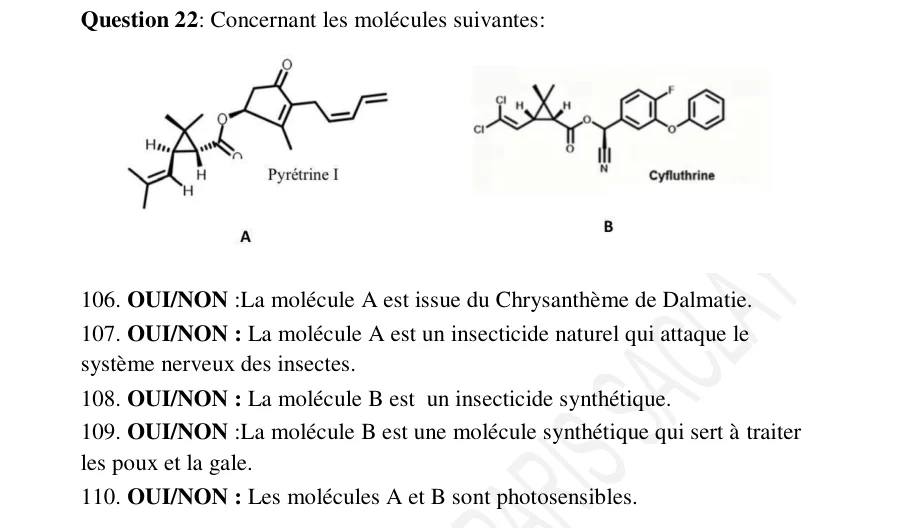 Question 22: Concernant les molécules suivantes:
O
O
O
H
H
H
Pyrétrine I
A
Cl
Cl
H
H
O
O
N
F
O
Cyfluthrine
B
106. OUI/NON :La molécule A est issue du Chrysanthème de Dalmatie.
107. OUI/NON : La molécule A est un insecticide naturel qui attaque le
système nerveux des insectes.
108. OUI/NON : La molécule B est un insecticide synthétique.
109. OUI/NON :La molécule B est une molécule synthétique qui sert à traiter
les poux et la gale.
110. OUI/NON : Les molécules A et B sont photosensibles.
PARIS SACLAY